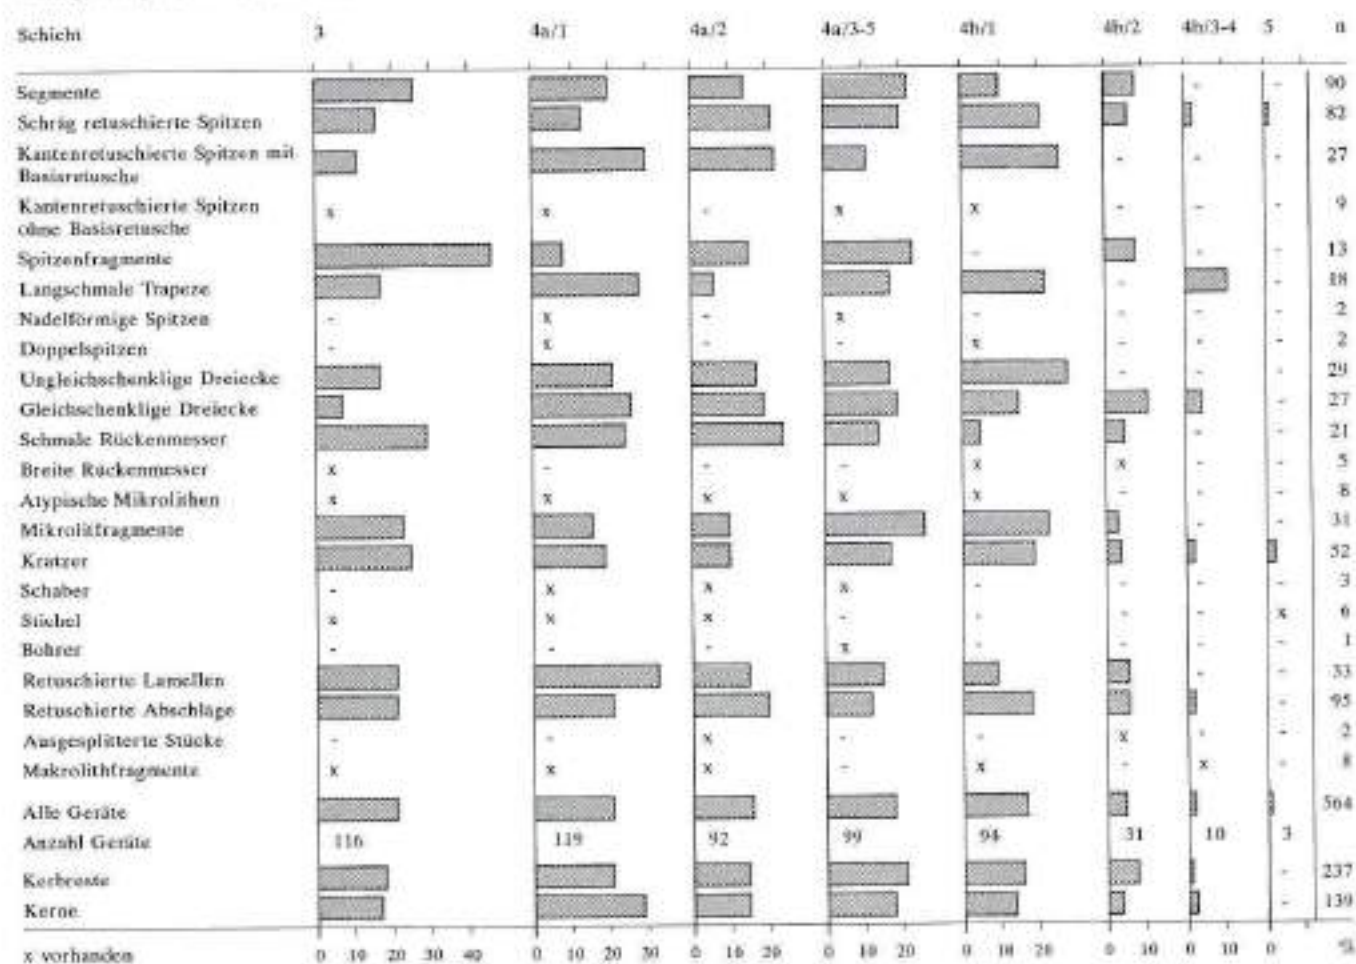 Schicht 3 4a/1 4a/2 4a/3-5 4b/1 4b/2 4b/3-4 5 n
Segmente - - 90
Schräg retuschierte Spitzen 82
Kantenretuschierte Spitzen mit - - - 27
Basisretusche
Kantenretuschierte Spitzen x x - x x - - - 9
ohne Basisretusche
Spitzenfragmente - - - 13
Langschmale Trapeze - - 18
Nadelförmige Spitzen - x - x - - - - 2
Doppelspitzen - x - - x - - - 2
Ungleichschenklige Dreiecke - - - 29
Gleichschenklige Dreiecke - 27
Schmale Rückenmesser - - 21
Breite Rückenmesser x - - - x x - - 5
Atypische Mikrolithen x x x x x - - - 8
Mikrolitfragmente - - 31
Kratzer 52
Schaber - x x x - - - - 3
Stichel x x x - - - - x 6
Bohrer - - - x - - - - 1
Retuschierte Lamellen - - 33
Retuschierte Abschläge - 95
Ausgesplitterte Stücke - - x - - x - - 2
Makrolithfragmente x x x - x - x - 8
Alle Geräte 564
Anzahl Geräte 116 119 92 99 94 31 10 3
Kerbreste - 237
Kerne - 139
x vorhanden 0 10 20 30 40 0 10 20 30 0 10 20 0 10 20 0 10 20 0 10 0 10 0 %